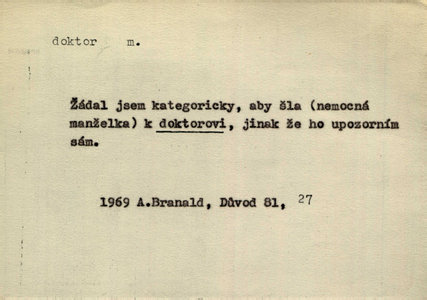 doktor m.
Žádal jsem kategoricky, aby šla (nemocná
manželka) k doktorovi, jinak že ho upozorním
sám.
1969 A.Branald, Důvod 81, 27